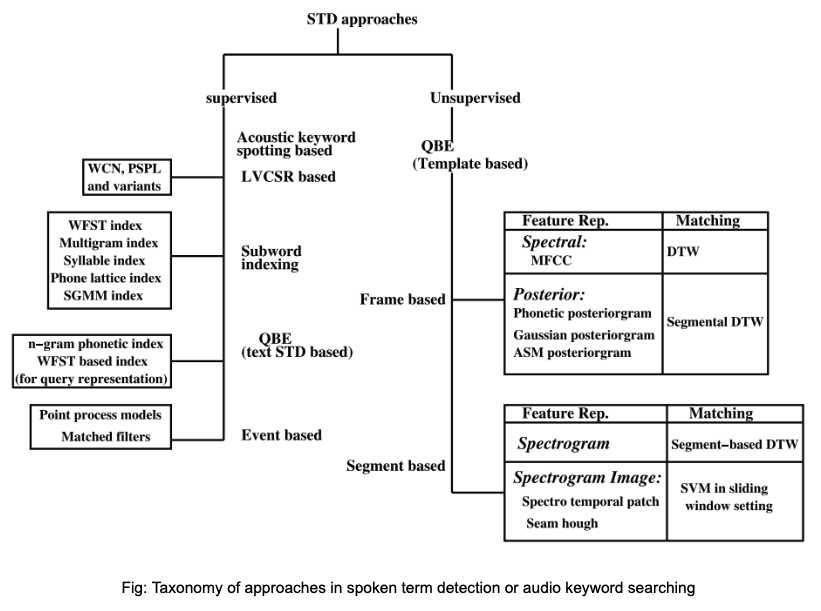 STD approaches
supervised
Unsupervised
Acoustic keyword
spotting based
WCN, PSPL
and variants
LVCSR based
WFST index
Multigram index
Syllable index
Phone lattice index
SGMM index
Subword
indexing
n-gram phonetic index
WFST based index
(for query representation)
QBE
(text STD based)
Point process models
Matched filters
Event based
QBE
(Template based)
Frame based
Feature Rep. Matching
Spectral:
MFCC
DTW
Posterior:
Phonetic posteriorgram
Gaussian posteriorgram
ASM posteriorgram
Segmental DTW
Segment based
Feature Rep. Matching
Spectrogram
Segment-based DTW
Spectrogram Image:
Spectro temporal patch
Seam hough
SVM in sliding
window setting
Fig: Taxonomy of approaches in spoken term detection or audio keyword searching